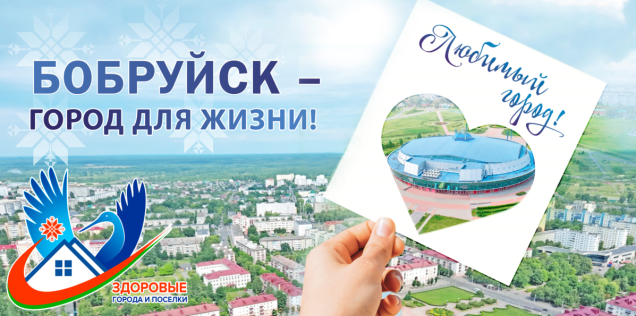 БОБРУЙСК –
ГОРОД ДЛЯ ЖИЗНИ!
Любимый
город!
ЗДОРОВЫЕ
ГОРОДА И ПОСЕЛКИ